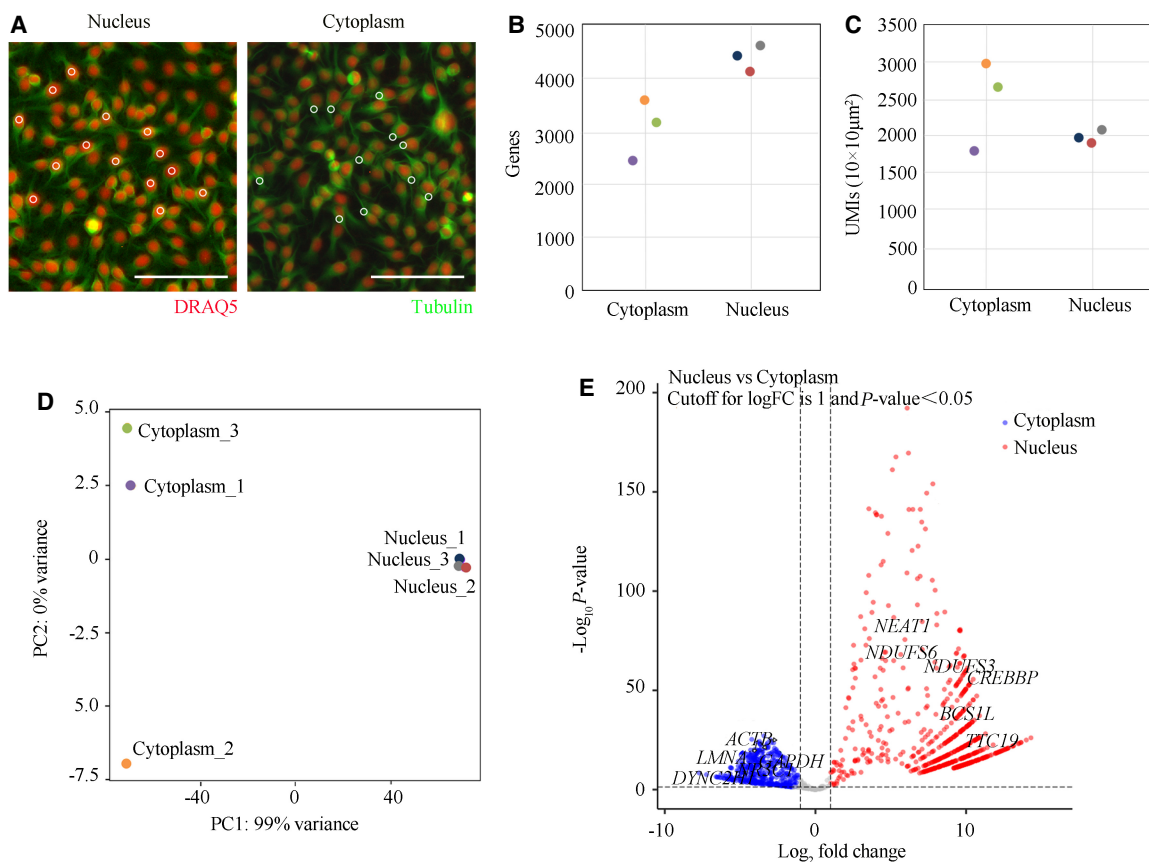 A
Nucleus
Cytoplasm
DRAQ5
Tubulin
B
5000
4000
3000
2000
1000
0
Genes
Cytoplasm
Nucleus
C
3500
3000
2500
2000
1500
3000
500
0
UMIs (10×10μm²)
Cytoplasm
Nucleus
D
5.0
2.5
0
-2.5
5.0
-7.5
PC2: 0% variance
Cytoplasm_3
Cytoplasm_1
Nucleus_1
Nucleus_3
Nucleus_2
Cytoplasm_2
-40
0
40
PC1: 99% variance
E
Nucleus vs Cytoplasm
Cutoff for logFC is 1 and P-value<0.05
Cytoplasm
Nucleus
200
150
100
50
0
-Log₁₀ P-value
NEAT1
NDUFS6
NDUFS3
CREBBP
BCS1L
TTC19
ACTB
LMNA
GAPDH
DYNC2H1
-10
0
10
Log, fold change